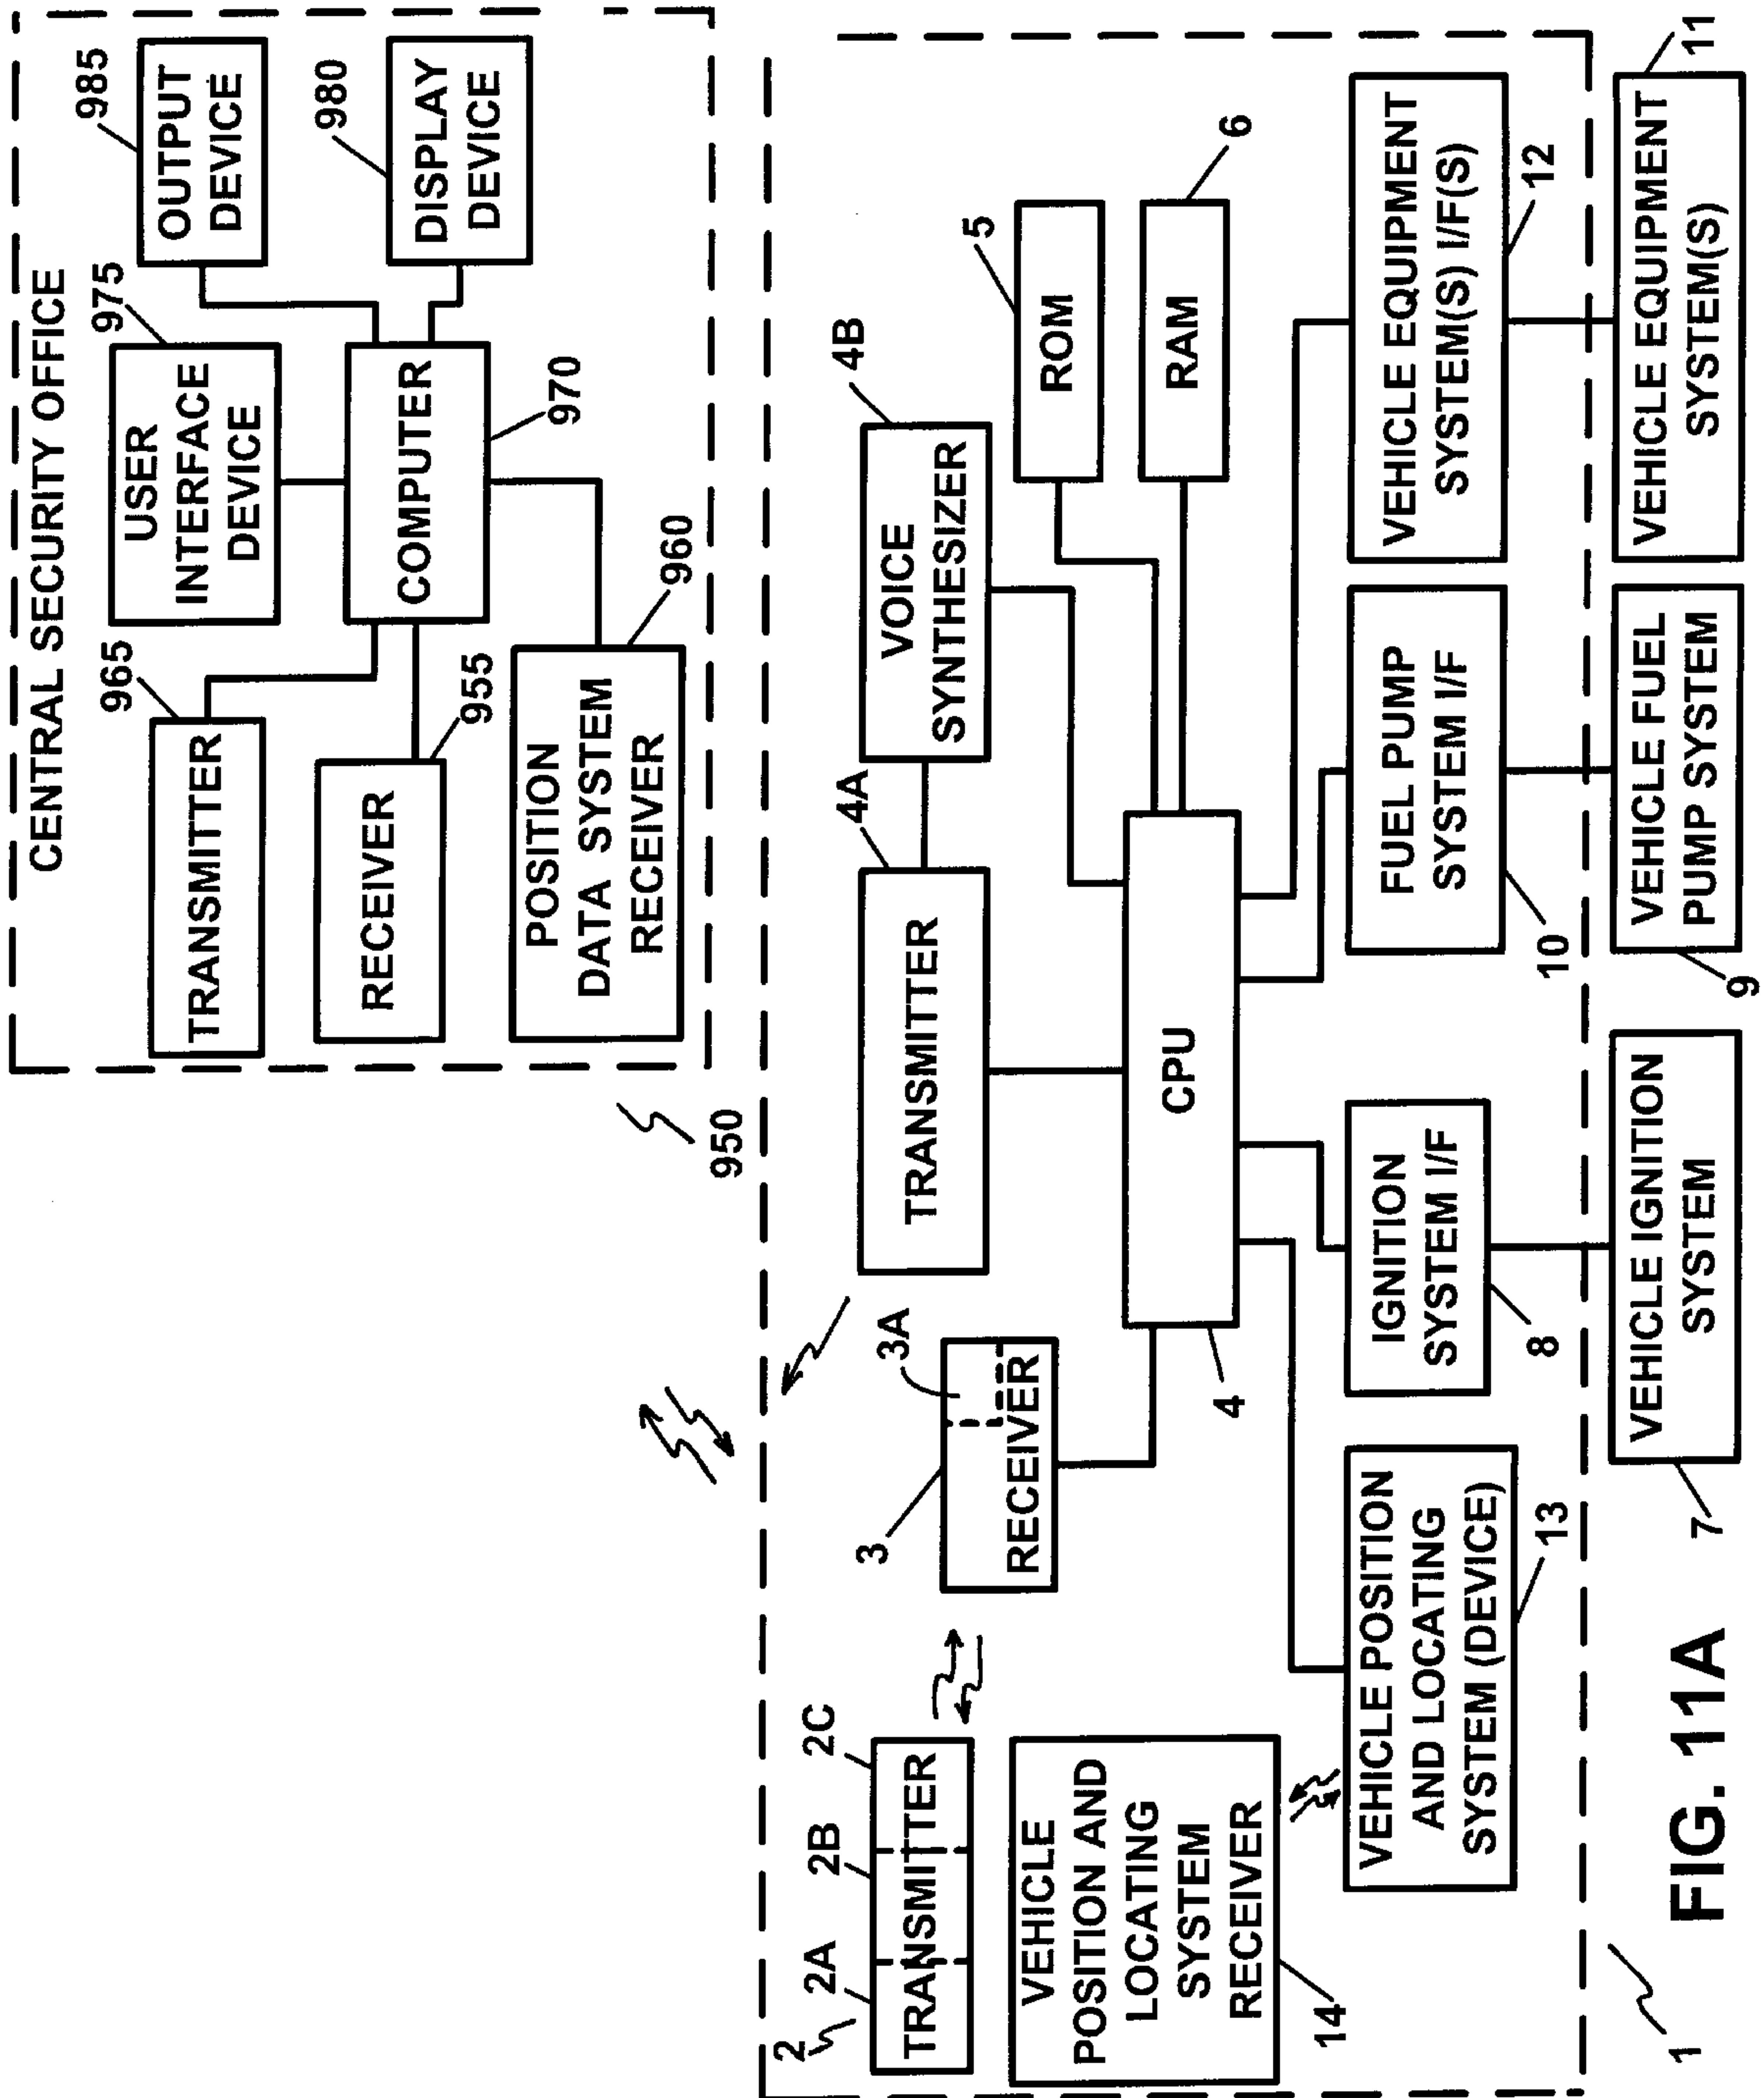 CENTRAL SECURITY OFFICE
965
TRANSMITTER
975
USER
INTERFACE
DEVICE
985
OUTPUT
DEVICE
RECEIVER
955
COMPUTER
970
980
DISPLAY
DEVICE
POSITION
DATA SYSTEM
RECEIVER
960
950
2
2A
2B
2C
TRANSMITTER
3
3A
RECEIVER
4A
TRANSMITTER
4B
VOICE
SYNTHESIZER
5
ROM
6
RAM
VEHICLE
POSITION AND
LOCATING
SYSTEM
RECEIVER
14
4
CPU
VEHICLE POSITION
AND LOCATING
SYSTEM (DEVICE)
13
IGNITION
SYSTEM I/F
8
FUEL PUMP
SYSTEM I/F
10
VEHICLE EQUIPMENT
SYSTEM(S) I/F(S)
12
VEHICLE IGNITION
SYSTEM
7
VEHICLE FUEL
PUMP SYSTEM
9
VEHICLE EQUIPMENT
SYSTEM(S)
11
1
FIG. 11A